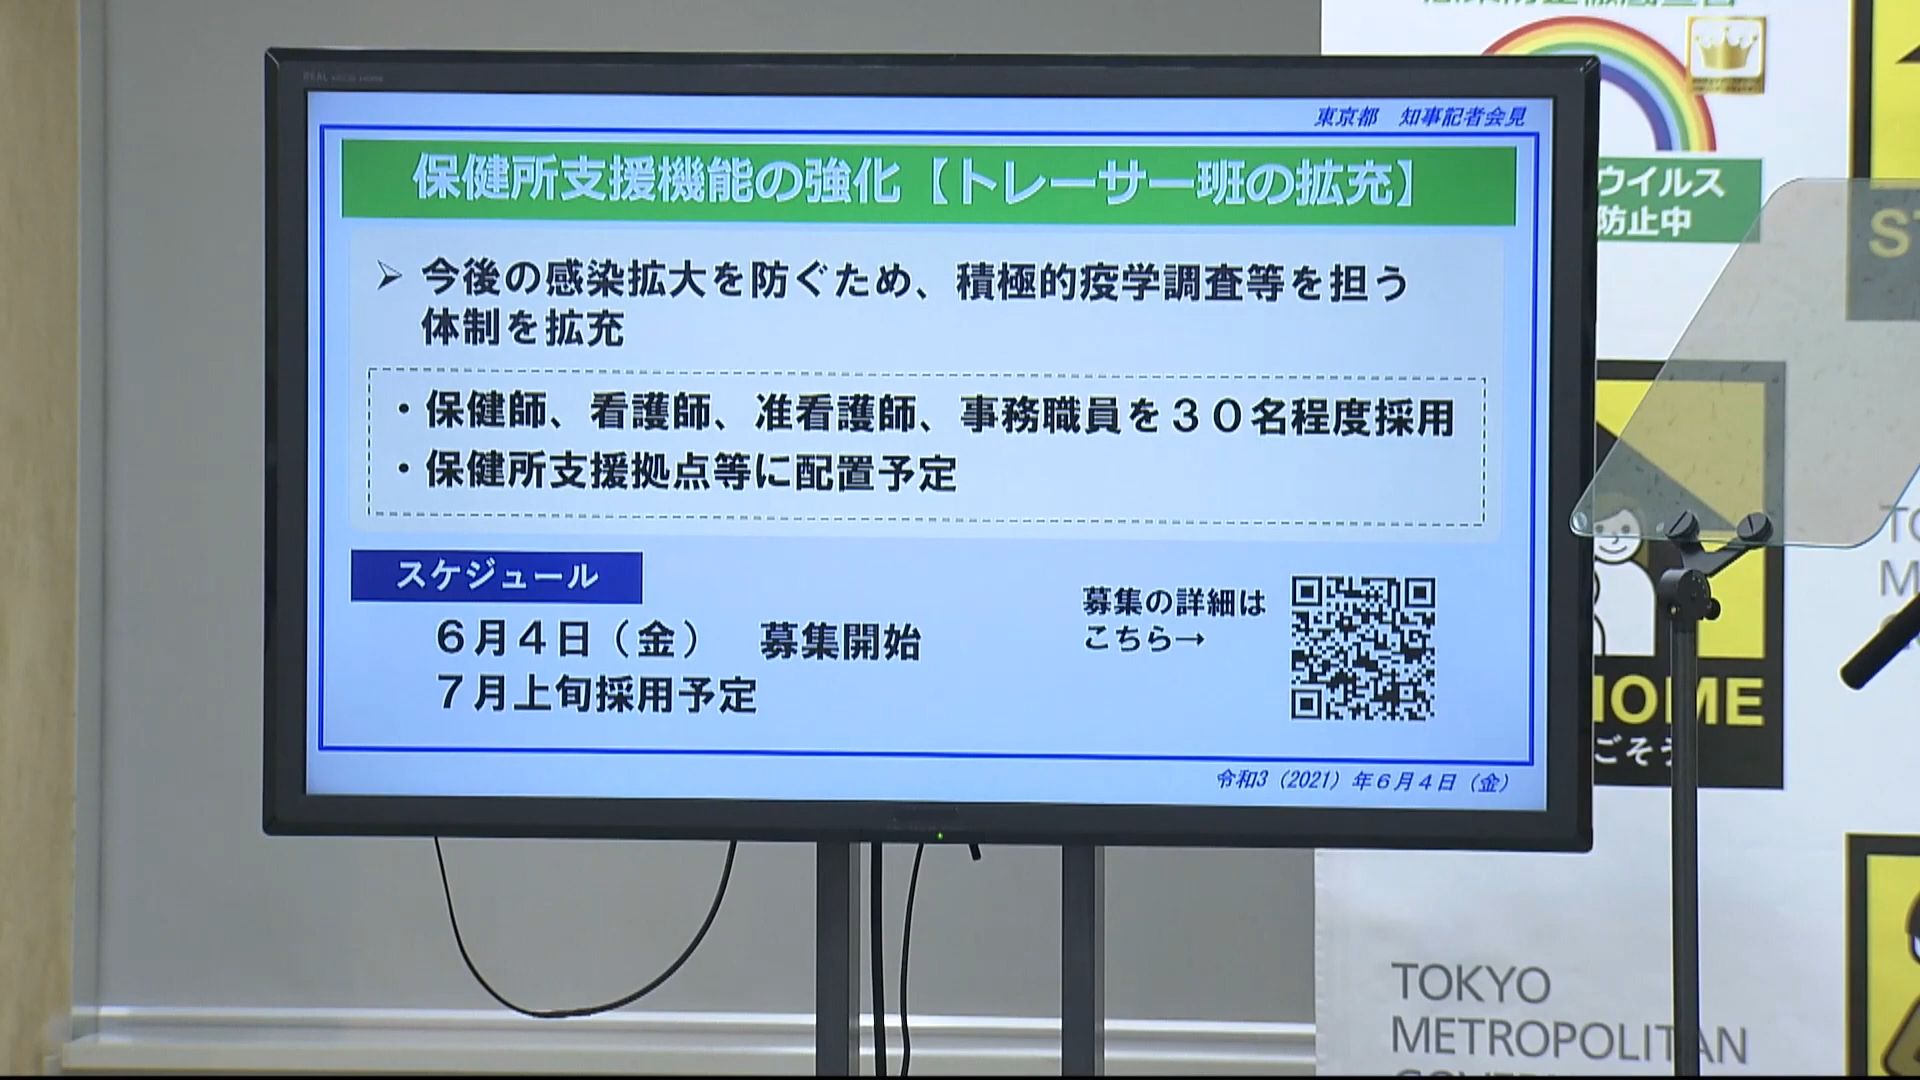 東京都 知事記者会見
保健所支援機能の強化【トレーサー班の拡充】
➢ 今後の感染拡大を防ぐため、積極的疫学調査等を担う
体制を拡充
・保健師、看護師、准看護師、事務職員を３０名程度採用
・保健所支援拠点等に配置予定
スケジュール
６月４日（金） 募集開始
７月上旬採用予定
募集の詳細は
こちら→
令和3（2021）年６月４日（金）
ウイルス
防止中
ST
HOME
ごそう
TO
M
TOKYO
METROPOLITAN